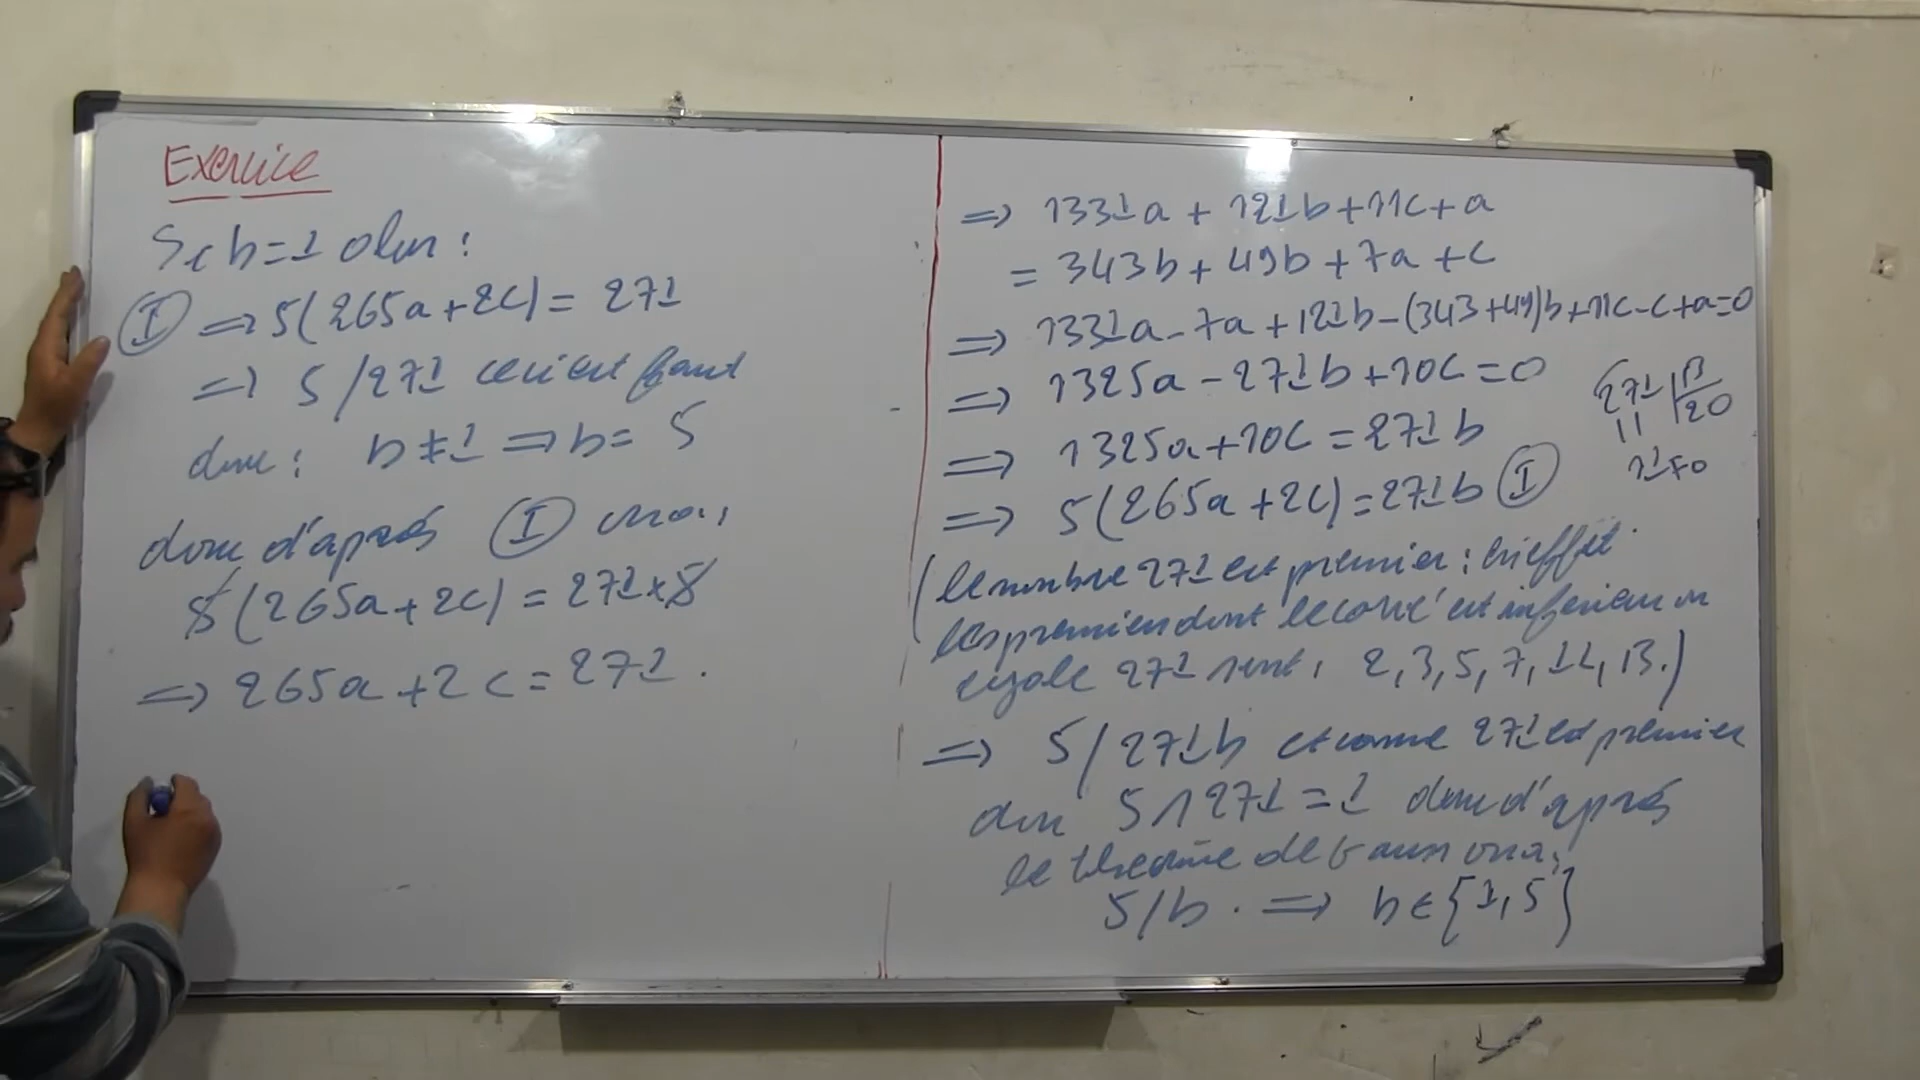 Exercice
Si b=1 alors :
Ⓘ ⟹ 5(265a+2c) = 271
⟹ 5/271 ceci est faux
donc : b ≠ 1 ⟹ b = 5
donc d'après Ⓘ on a :
5(265a+2c) = 271×5
⟹ 265a+2c = 271.
⟹ 1331a + 121b + 11c + a
= 343b + 49b + 7a + c
⟹ 1331a - 7a + 121b - (343+49)b + 11c - c + a = 0
⟹ 1325a - 271b + 10c = 0
⟹ 1325a + 10c = 271b
⟹ 5(265a+2c) = 271b Ⓘ
271 | 13
11 | 20
11≠0
(le nombre 271 est premier : en effet
les premiers dont le carré est inférieur ou
égale 271 sont : 2, 3, 5, 7, 11, 13.)
⟹ 5/271b et comme 271 est premier
donc 5∧271 = 1 donc d'après
le théorème de Gauss on a :
5/b . ⟹ b ∈ {1, 5}